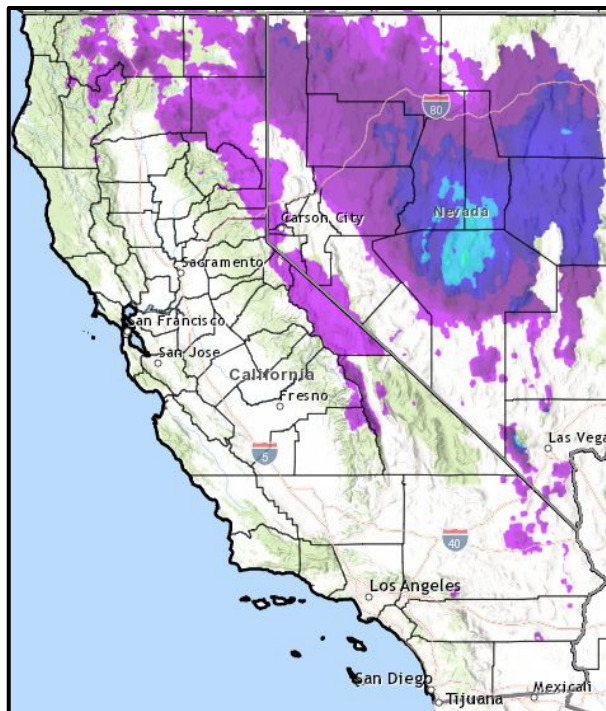 80
Nevada
Carson City
Sacramento
San Francisco
San Jose
California
Fresno
5
Las Vega
40
Los Angeles
San Diego
Tijuana
Mexicali